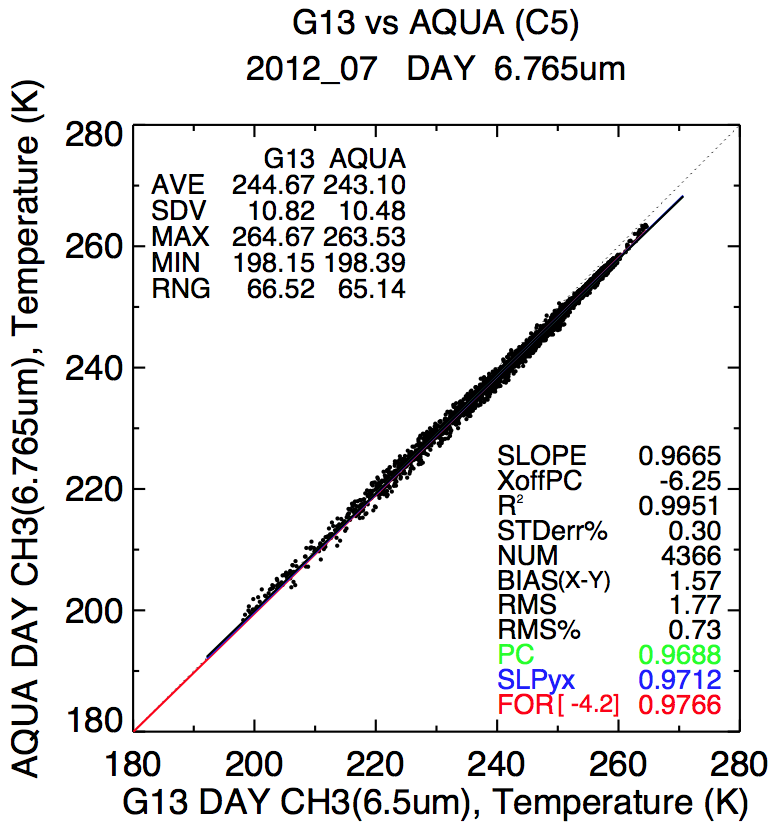 G13 vs AQUA (C5)
2012_07 DAY 6.765um
AQUA DAY CH3(6.765um), Temperature (K)
280
260
240
220
200
180
G13 AQUA
AVE 244.67 243.10
SDV 10.82 10.48
MAX 264.67 263.53
MIN 198.15 198.39
RNG 66.52 65.14
SLOPE 0.9665
XoffPC -6.25
R² 0.9951
STDerr% 0.30
NUM 4366
BIAS(X-Y) 1.57
RMS 1.77
RMS% 0.73
PC 0.9688
SLPyx 0.9712
FOR[ -4.2] 0.9766
180 200 220 240 260 280
G13 DAY CH3(6.5um), Temperature (K)